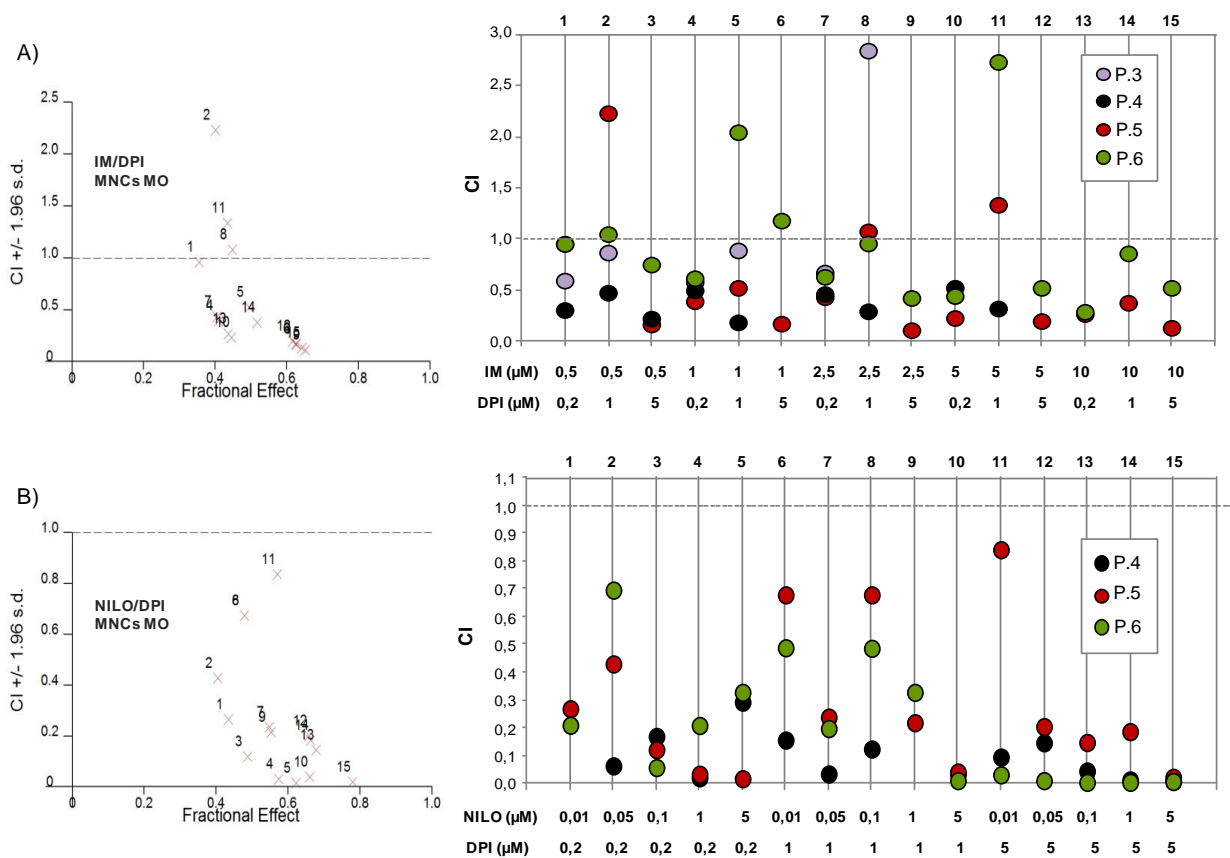 A)
2.5
2.0
1.5
1.0
0.5
0
CI +/- 1.96 s.d.
IM/DPI
MNCs MO
2
11
8
1
5
7
4
14
13
10
0 0.2 0.4 0.6 0.8 1.0
Fractional Effect
1 2 3 4 5 6 7 8 9 10 11 12 13 14 15
3,0
2,5
2,0
1,5
1,0
0,5
0,0
CI
P.3
P.4
P.5
P.6
IM (µM) 0,5 0,5 0,5 1 1 1 2,5 2,5 2,5 5 5 5 10 10 10
DPI (µM) 0,2 1 5 0,2 1 5 0,2 1 5 0,2 1 5 0,2 1 5
B)
1.0
0.8
0.6
0.4
0.2
0
CI +/- 1.96 s.d.
NILO/DPI
MNCs MO
11
2
1
7
9
3
13
4
5
10
15
0 0.2 0.4 0.6 0.8 1.0
Fractional Effect
1 2 3 4 5 6 7 8 9 10 11 12 13 14 15
1,1
1,0
0,9
0,8
0,7
0,6
0,5
0,4
0,3
0,2
0,1
0,0
CI
P.4
P.5
P.6
NILO (µM) 0,01 0,05 0,1 1 5 0,01 0,05 0,1 1 5 0,01 0,05 0,1 1 5
DPI (µM) 0,2 0,2 0,2 0,2 0,2 1 1 1 1 1 5 5 5 5 5